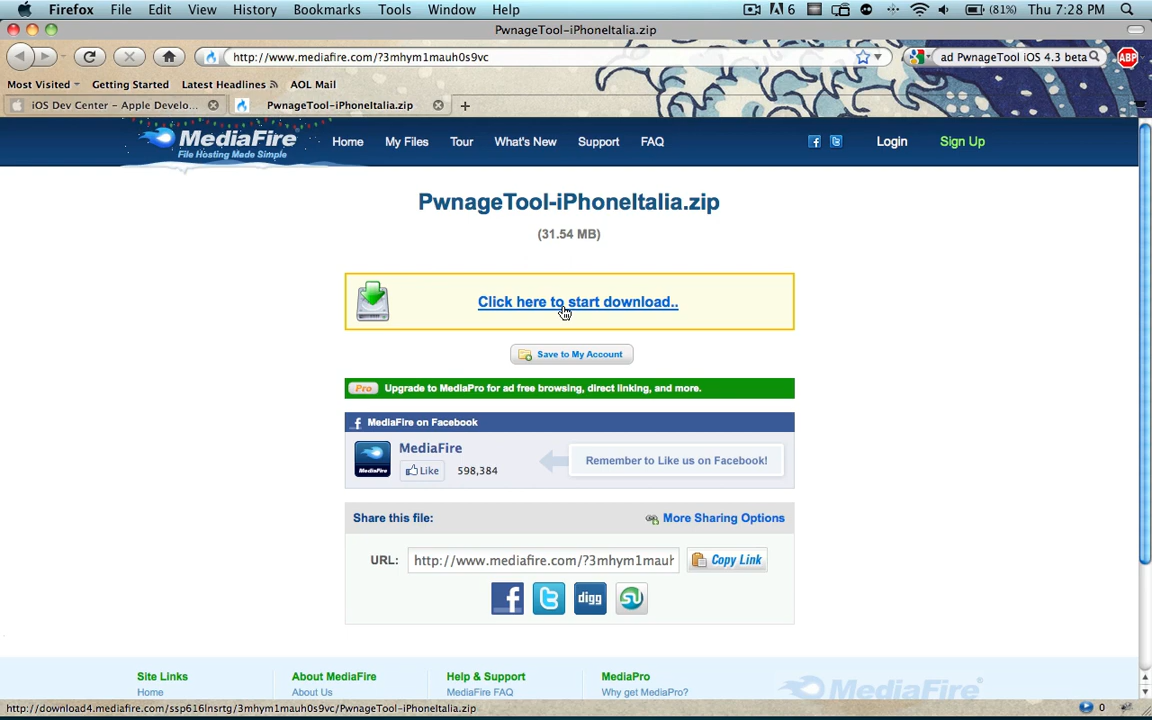 Firefox File Edit View History Bookmarks Tools Window Help 6 (81%) Thu 7:28 PM
PwnageTool-iPhoneItalia.zip
http://www.mediafire.com/?3mhym1mauh0s9vc
ad PwnageTool iOS 4.3 beta
ABP
Most Visited Getting Started Latest Headlines AOL Mail
iOS Dev Center - Apple Develo... PwnageTool-iPhoneItalia.zip
MediaFire
File Hosting Made Simple
Home My Files Tour What's New Support FAQ Login Sign Up
PwnageTool-iPhoneItalia.zip
(31.54 MB)
Click here to start download..
Save to My Account
Pro Upgrade to MediaPro for ad free browsing, direct linking, and more.
MediaFire on Facebook
MediaFire
MediaFire
Like 598,384
Remember to Like us on Facebook!
Share this file: More Sharing Options
URL: http://www.mediafire.com/?3mhym1mauh Copy Link
digg
Site Links About MediaFire Help & Support MediaPro
Home About Us MediaFire FAQ Why get MediaPro?
MediaFire
http://download4.mediafire.com/ssp616lnsrtg/3mhym1mauh0s9vc/PwnageTool-iPhoneItalia.zip
0